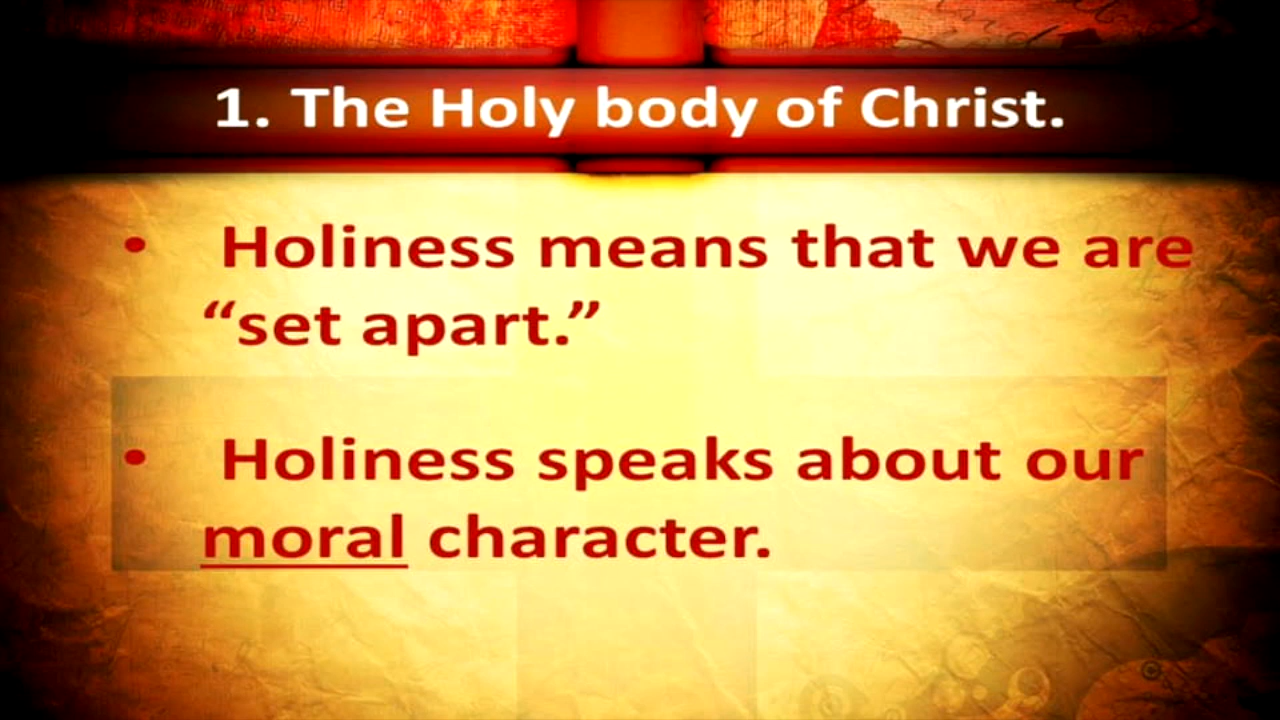 1. The Holy body of Christ.
• Holiness means that we are
“set apart.”
• Holiness speaks about our
moral character.